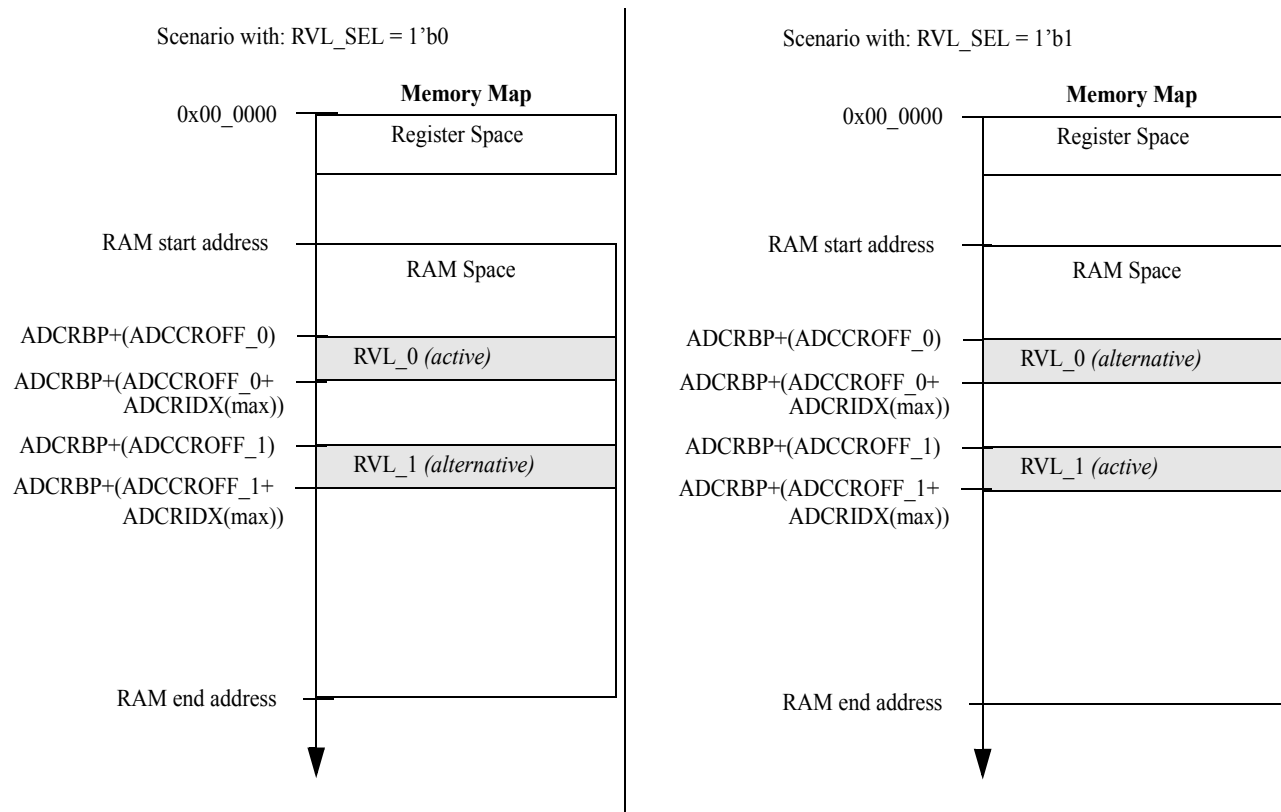 Scenario with: RVL_SEL = 1’b0
Memory Map
0x00_0000
Register Space
RAM start address
RAM Space
ADCRBP+(ADCCROFF_0)
RVL_0 (active)
ADCRBP+(ADCCROFF_0+
ADCRIDX(max))
ADCRBP+(ADCCROFF_1)
RVL_1 (alternative)
ADCRBP+(ADCCROFF_1+
ADCRIDX(max))
RAM end address
Scenario with: RVL_SEL = 1’b1
Memory Map
0x00_0000
Register Space
RAM start address
RAM Space
ADCRBP+(ADCCROFF_0)
RVL_0 (alternative)
ADCRBP+(ADCCROFF_0+
ADCRIDX(max))
ADCRBP+(ADCCROFF_1)
RVL_1 (active)
ADCRBP+(ADCCROFF_1+
ADCRIDX(max))
RAM end address